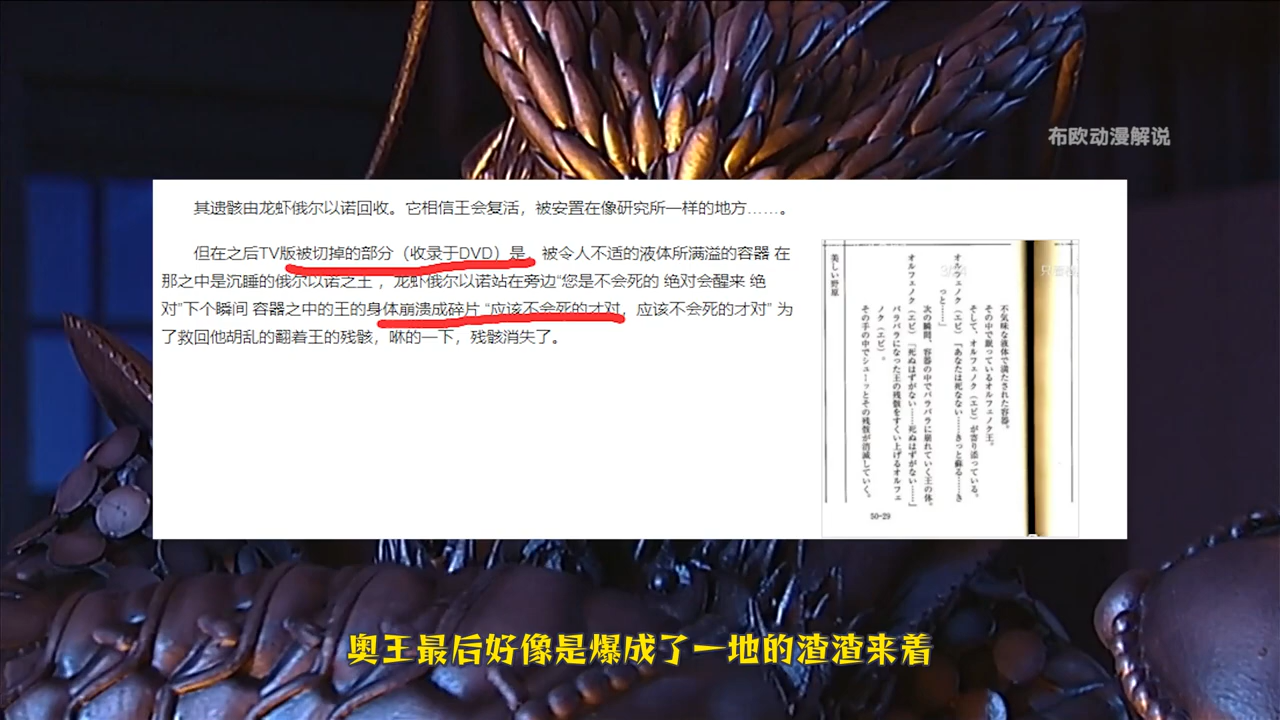 布欧动漫解说
其遗骸由龙虾俄尔以诺回收。它相信王会复活，被安置在像研究所一样的地方……。
但在之后TV版被切掉的部分（收录于DVD）是，被令人不适的液体所满溢的容器 在
那之中是沉睡的俄尔以诺之王 ，龙虾俄尔以诺站在旁边“您是不会死的 绝对会醒来 绝
对”下个瞬间 容器之中的王的身体崩溃成碎片 “应该不会死的才对，应该不会死的才对” 为
了救回他胡乱的翻着王的残骸，咻的一下，残骸消失了。
不気味な液体で満たされた容器。
その中で眠っているオルフェノク王。
そして、オルフェノク（エビ）が寄り添っている。
オルフェノク（エビ）「あなたは死なない……きっと蘇る……き
っと……」
次の瞬間、容器の中でバラバラに崩れていく王の体。
オルフェノク（エビ）「死ぬはずがない……死ぬはずがない……」
バラバラになった王の残骸をすくい上げるオルフェ
ノク（エビ）。
その手の中でシューッとその残骸が消滅していく。
美しい野原
50-29
奥王最后好像是爆成了一地的渣渣来着